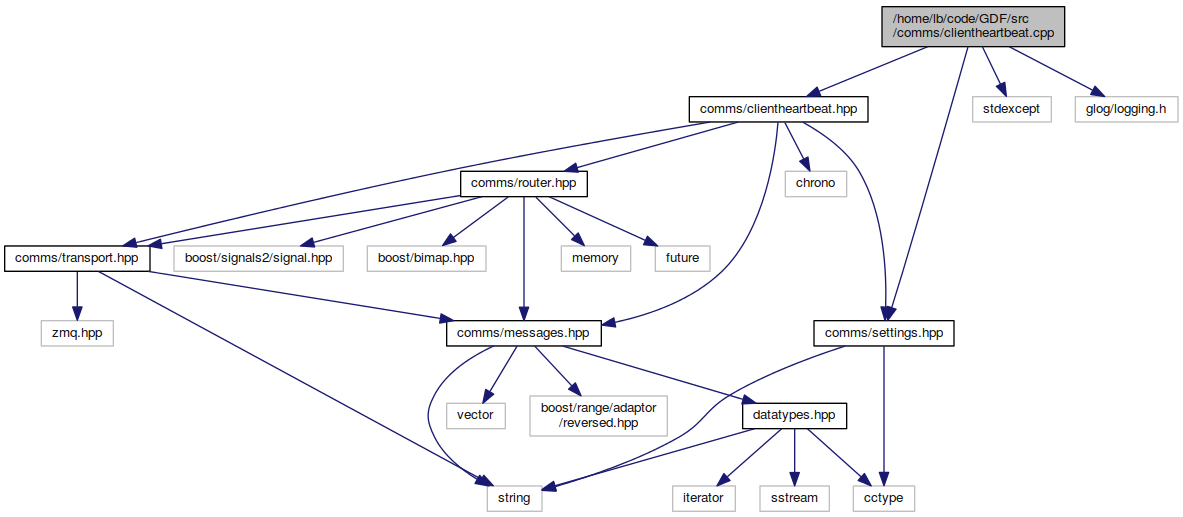 /home/lb/code/GDF/src
/comms/clientheartbeat.cpp
comms/clientheartbeat.hpp
stdexcept
glog/logging.h
comms/router.hpp
chrono
comms/transport.hpp
boost/signals2/signal.hpp
boost/bimap.hpp
memory
future
zmq.hpp
comms/messages.hpp
comms/settings.hpp
vector
boost/range/adaptor
/reversed.hpp
datatypes.hpp
string
iterator
sstream
cctype